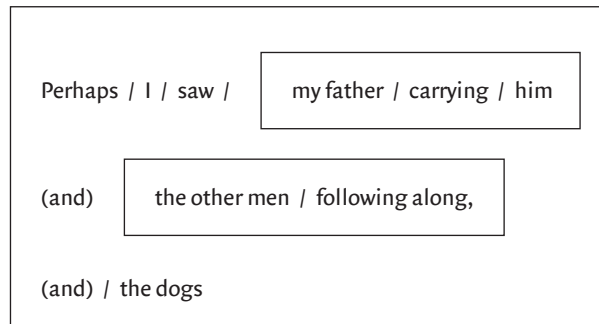 Perhaps / I / saw / my father / carrying / him
(and) the other men / following along,
(and) / the dogs